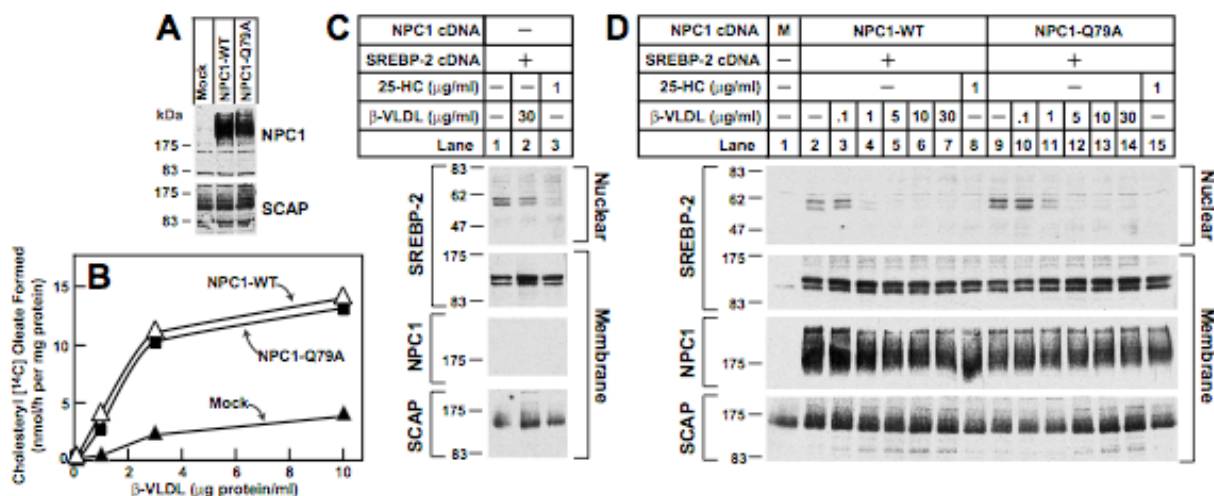 A
Mock
NPC1-WT
NPC1-Q79A
kDa
175
NPC1
83
175
SCAP
83
B
Cholesteryl [14C] Oleate Formed
(nmol/h per mg protein)
15
10
5
0
NPC1-WT
NPC1-Q79A
Mock
0 2 4 6 8 10
β-VLDL (μg protein/ml)
C
NPC1 cDNA –
SREBP-2 cDNA +
25-HC (μg/ml) – – 1
β-VLDL (μg/ml) – 30 –
Lane 1 2 3
SREBP-2
83
62
47
Nuclear
175
83
NPC1
175
SCAP
175
83
Membrane
D
NPC1 cDNA M NPC1-WT NPC1-Q79A
SREBP-2 cDNA – + +
25-HC (μg/ml) – – 1 – 1
β-VLDL (μg/ml) – – .1 1 5 10 30 – – .1 1 5 10 30 –
Lane 1 2 3 4 5 6 7 8 9 10 11 12 13 14 15
SREBP-2
83
62
47
Nuclear
175
83
NPC1
175
SCAP
175
83
Membrane